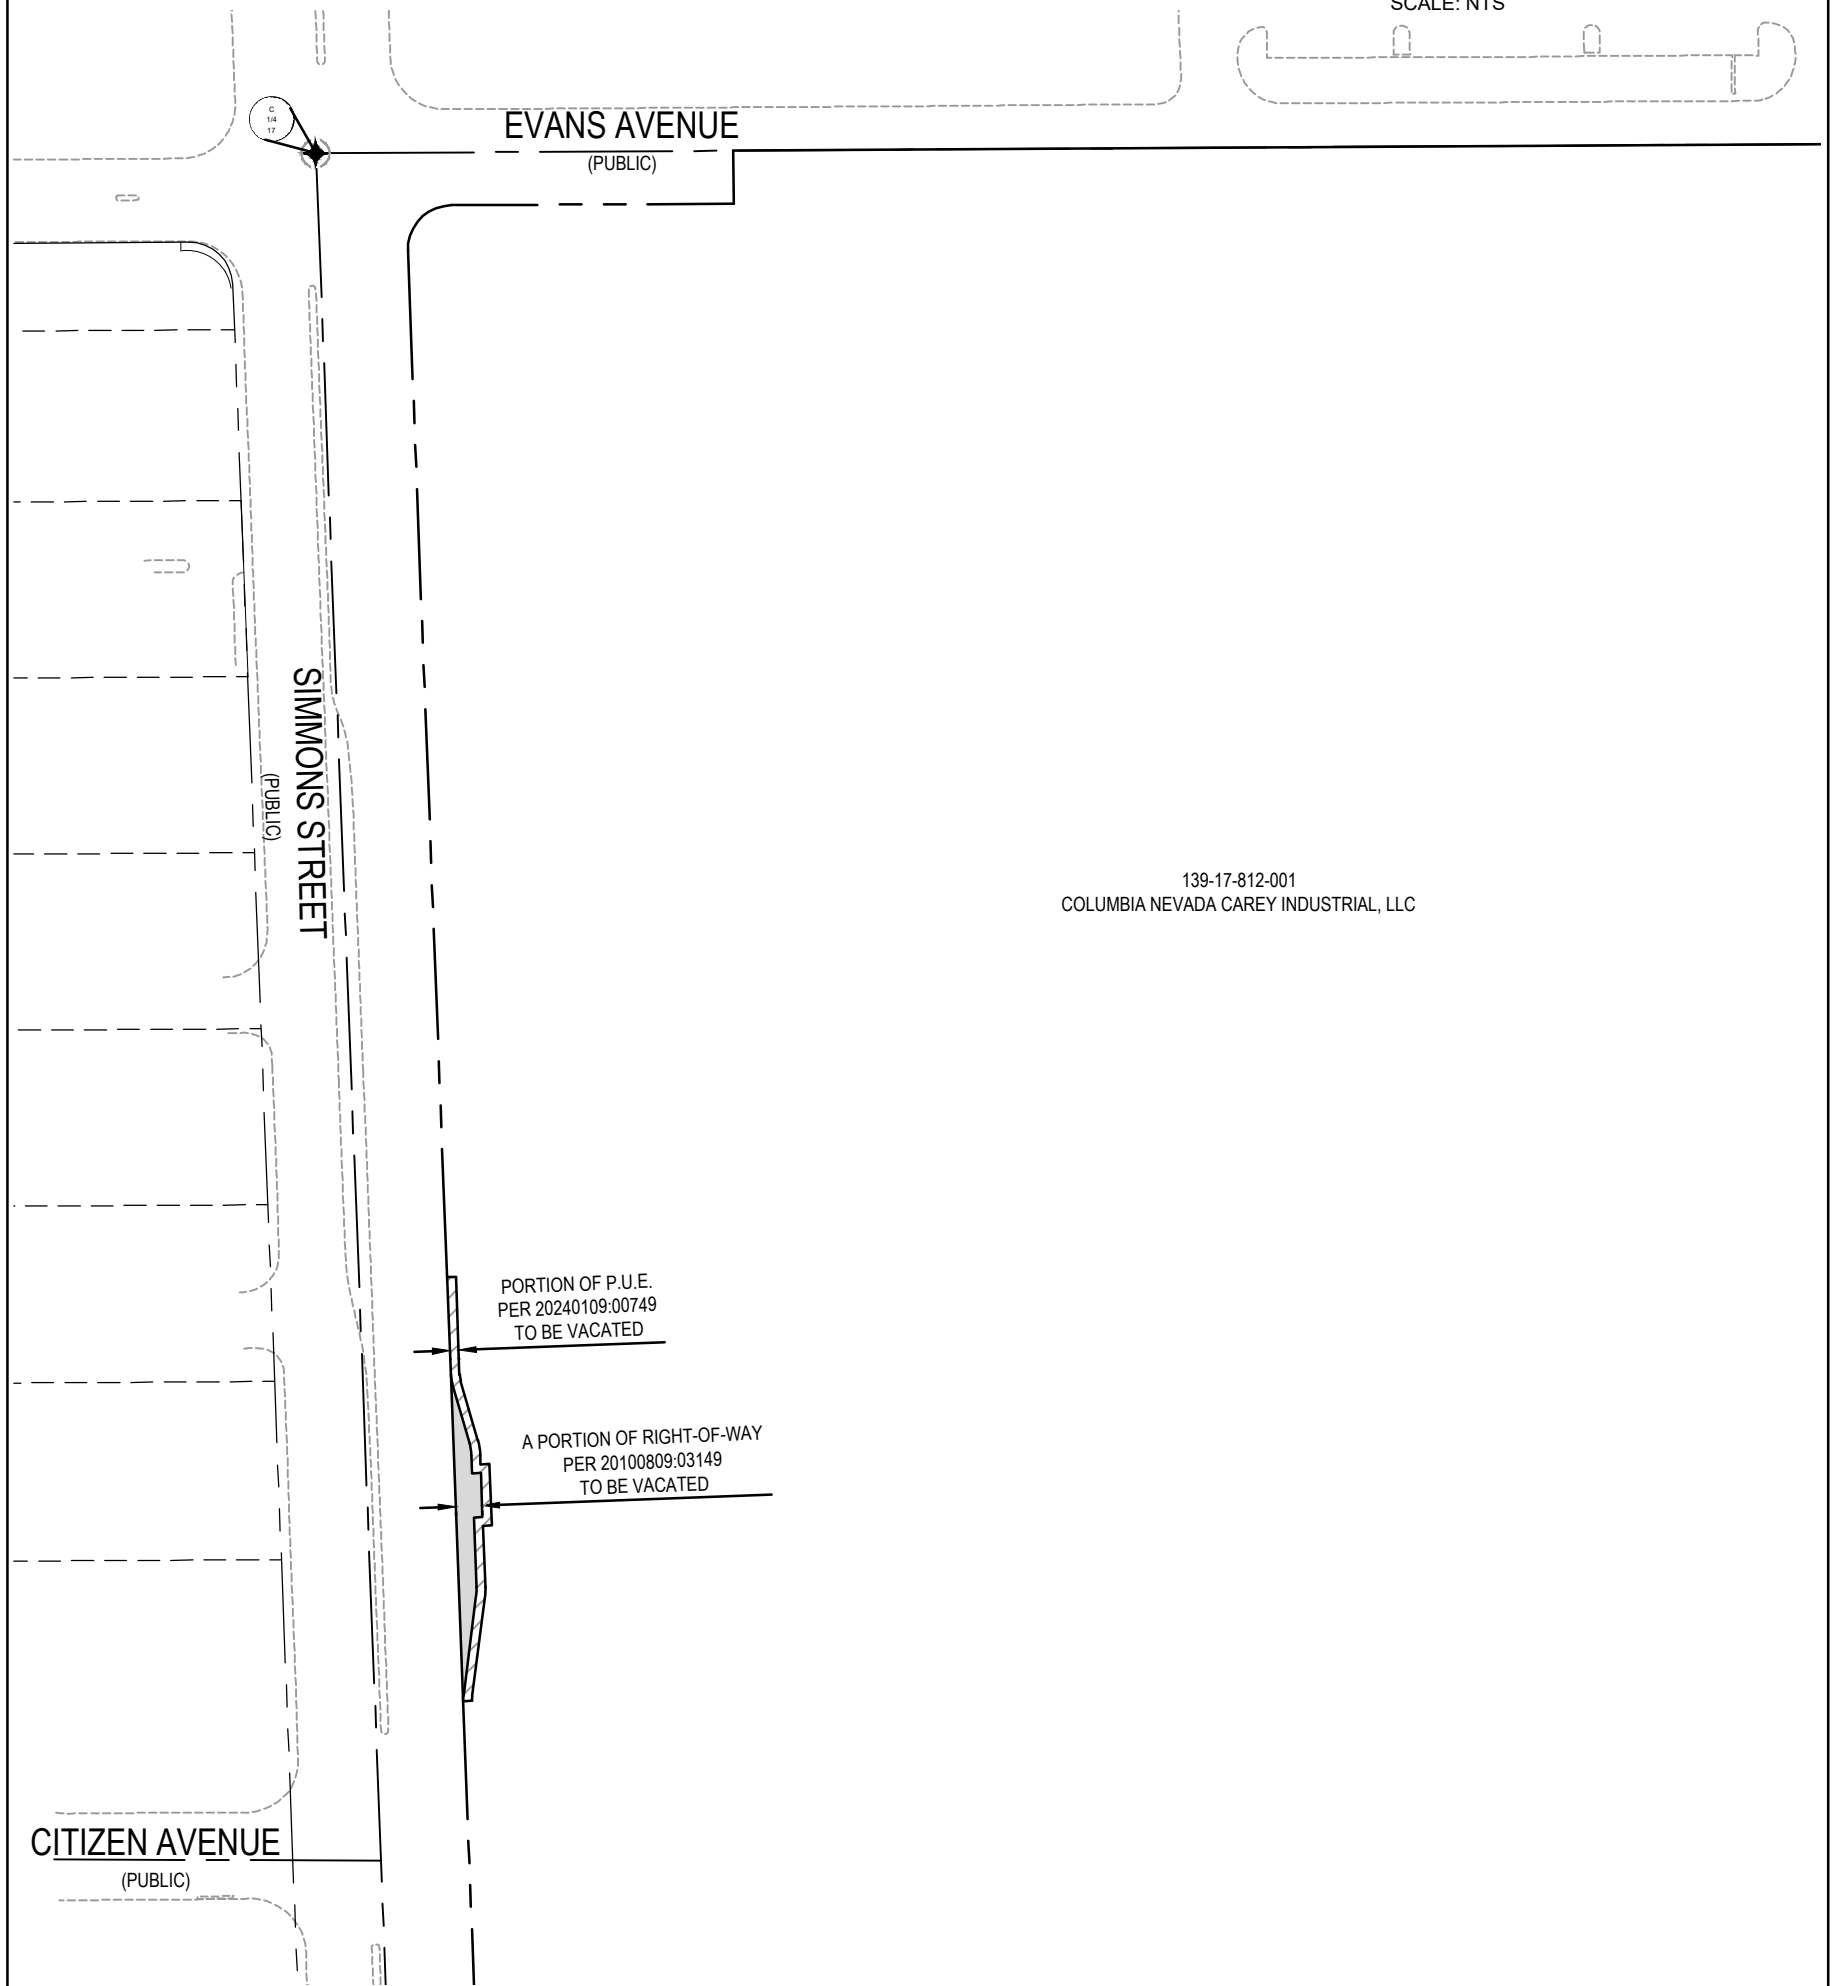 SCALE: NTS
C
1/4
17
EVANS AVENUE
(PUBLIC)
SIMMONS STREET
(PUBLIC)
139-17-812-001
COLUMBIA NEVADA CAREY INDUSTRIAL, LLC
PORTION OF P.U.E.
PER 20240109:00749
TO BE VACATED
A PORTION OF RIGHT-OF-WAY
PER 20100809:03149
TO BE VACATED
CITIZEN AVENUE
(PUBLIC)